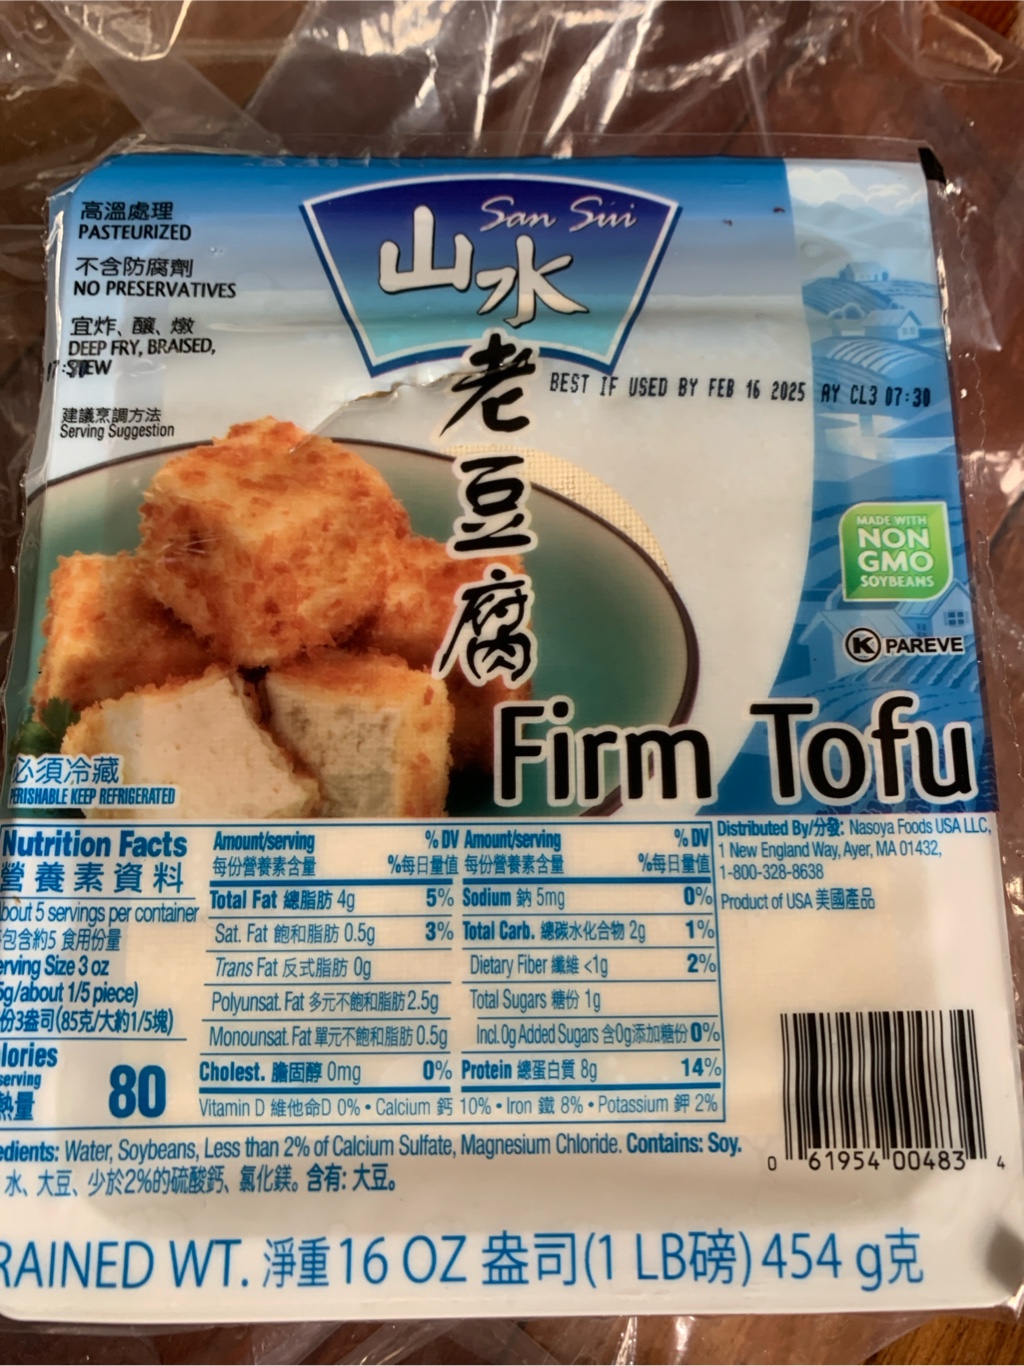 高溫處理
PASTEURIZED
不含防腐劑
NO PRESERVATIVES
宜炸、釀、燉
DEEP FRY, BRAISED,
STEW
建議烹調方法
Serving Suggestion
San Sui
山水
老豆腐
BEST IF USED BY FEB 16 2025 AY CL3 07:30
MADE WITH
NON
GMO
SOYBEANS
K PAREVE
Firm Tofu
必須冷藏
PERISHABLE KEEP REFRIGERATED
Nutrition Facts
營養素資料
bout 5 servings per container
包含約5 食用份量
erving Size 3 oz
5g/about 1/5 piece)
份3盎司(85克/大約1/5塊)
lories
serving
熱量
80
Amount/serving % DV
每份營養素含量 %每日量值
Total Fat 總脂肪 4g 5%
Sat. Fat 飽和脂肪 0.5g 3%
Trans Fat 反式脂肪 0g
Polyunsat. Fat 多元不飽和脂肪 2.5g
Monounsat. Fat 單元不飽和脂肪 0.5g
Cholest. 膽固醇 0mg 0%
Amount/serving % DV
每份營養素含量 %每日量值
Sodium 鈉 5mg 0%
Total Carb. 總碳水化合物 2g 1%
Dietary Fiber 纖維 <1g 2%
Total Sugars 糖份 1g
Incl. 0g Added Sugars 含0g添加糖份 0%
Protein 總蛋白質 8g 14%
Vitamin D 維他命D 0% • Calcium 鈣 10% • Iron 鐵 8% • Potassium 鉀 2%
Distributed By/分發: Nasoya Foods USA LLC,
1 New England Way, Ayer, MA 01432,
1-800-328-8638
Product of USA 美國產品
edients: Water, Soybeans, Less than 2% of Calcium Sulfate, Magnesium Chloride. Contains: Soy.
水、大豆、少於2%的硫酸鈣、氯化鎂。含有: 大豆。
0 61954 00483 4
RAINED WT. 淨重 16 OZ 盎司(1 LB磅) 454 g克